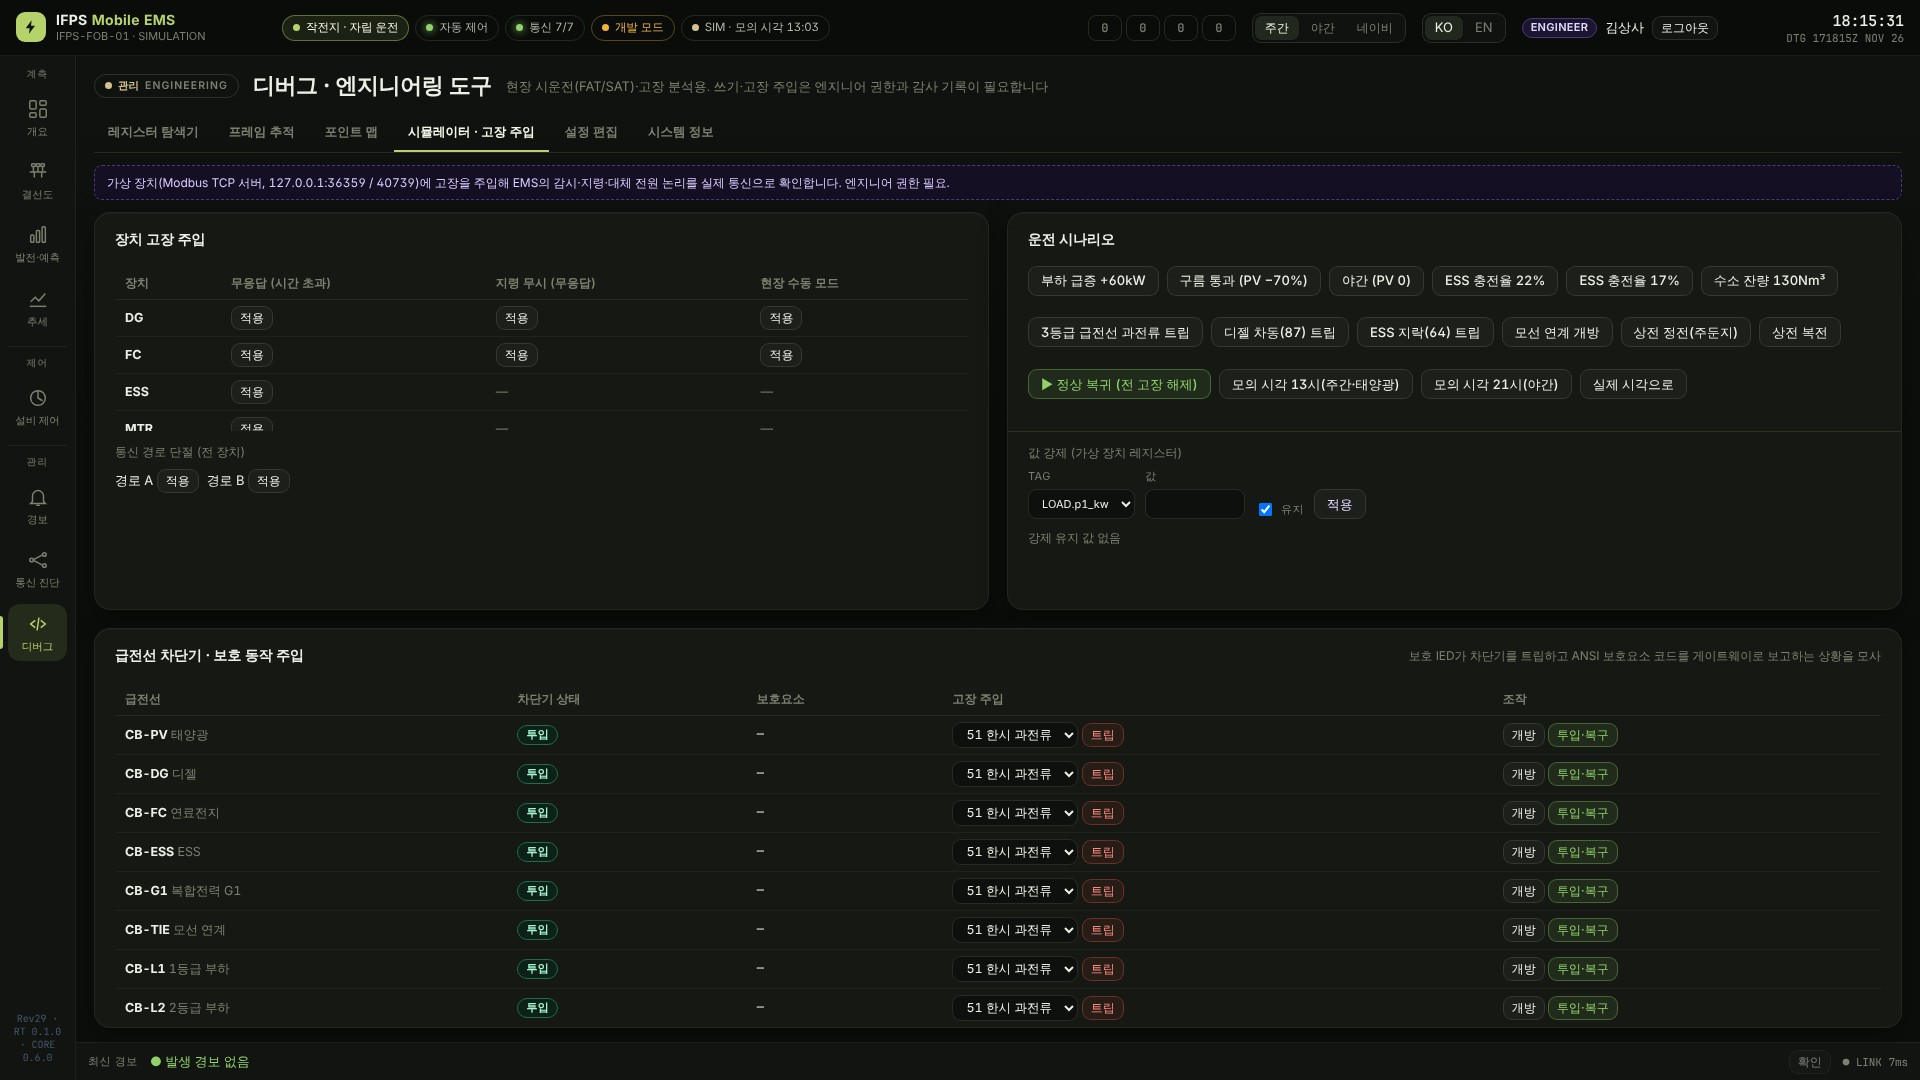 IFPS Mobile EMS
IFPS-FOB-01 · SIMULATION
작전지 · 자립 운전
자동 제어
통신 7/7
개발 모드
SIM · 모의 시각 13:03
0 0 0 0
주간 야간 네이비
KO EN
ENGINEER 김상사 로그아웃
18:15:31
DTG 171815Z NOV 26
계측
개요
결선도
발전·예측
추세
제어
설비 제어
관리
경보
통신 진단
디버그
Rev29 ·
RT 0.1.0
· CORE
0.6.0
관리 ENGINEERING
디버그 · 엔지니어링 도구
현장 시운전(FAT/SAT)·고장 분석용. 쓰기·고장 주입은 엔지니어 권한과 감사 기록이 필요합니다
레지스터 탐색기 프레임 추적 포인트 맵 시뮬레이터 · 고장 주입 설정 편집 시스템 정보
가상 장치(Modbus TCP 서버, 127.0.0.1:36359 / 40739)에 고장을 주입해 EMS의 감시·지령·대체 전원 논리를 실제 통신으로 확인합니다. 엔지니어 권한 필요.
장치 고장 주입
장치 무응답 (시간 초과) 지령 무시 (무응답) 현장 수동 모드
DG 적용 적용 적용
FC 적용 적용 적용
ESS 적용 — —
MTR 적용 — —
통신 경로 단절 (전 장치)
경로 A 적용 경로 B 적용
운전 시나리오
부하 급증 +60kW 구름 통과 (PV −70%) 야간 (PV 0) ESS 충전율 22% ESS 충전율 17% 수소 잔량 130Nm³
3등급 급전선 과전류 트립 디젤 차동(87) 트립 ESS 지락(64) 트립 모선 연계 개방 상전 정전(주둔지) 상전 복전
▶ 정상 복귀 (전 고장 해제) 모의 시각 13시(주간·태양광) 모의 시각 21시(야간) 실제 시각으로
값 강제 (가상 장치 레지스터)
TAG 값
LOAD.p1_kw 유지 적용
강제 유지 값 없음
급전선 차단기 · 보호 동작 주입
보호 IED가 차단기를 트립하고 ANSI 보호요소 코드를 게이트웨이로 보고하는 상황을 모사
급전선 차단기 상태 보호요소 고장 주입 조작
CB-PV 태양광 투입 — 51 한시 과전류 트립 개방 투입·복구
CB-DG 디젤 투입 — 51 한시 과전류 트립 개방 투입·복구
CB-FC 연료전지 투입 — 51 한시 과전류 트립 개방 투입·복구
CB-ESS ESS 투입 — 51 한시 과전류 트립 개방 투입·복구
CB-G1 복합전력 G1 투입 — 51 한시 과전류 트립 개방 투입·복구
CB-TIE 모선 연계 투입 — 51 한시 과전류 트립 개방 투입·복구
CB-L1 1등급 부하 투입 — 51 한시 과전류 트립 개방 투입·복구
CB-L2 2등급 부하 투입 — 51 한시 과전류 트립 개방 투입·복구
최신 경보 발생 경보 없음
확인 LINK 7ms